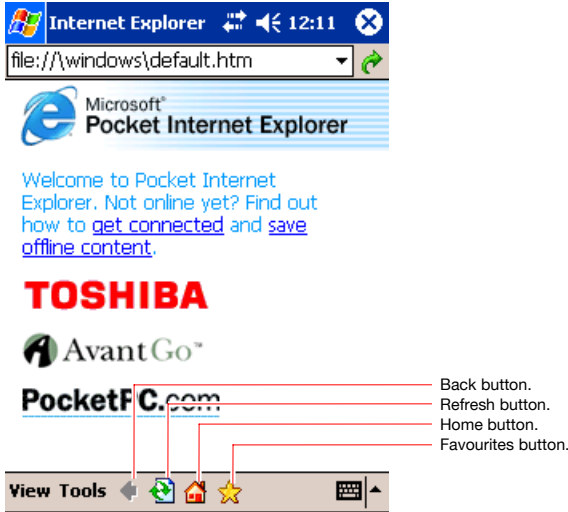 Internet Explorer 12:11
file://\windows\default.htm
Microsoft®
Pocket Internet Explorer
Welcome to Pocket Internet
Explorer. Not online yet? Find out
how to get connected and save
offline content.
TOSHIBA
AvantGo™
PocketPC.com
Back button.
Refresh button.
Home button.
Favourites button.
View Tools